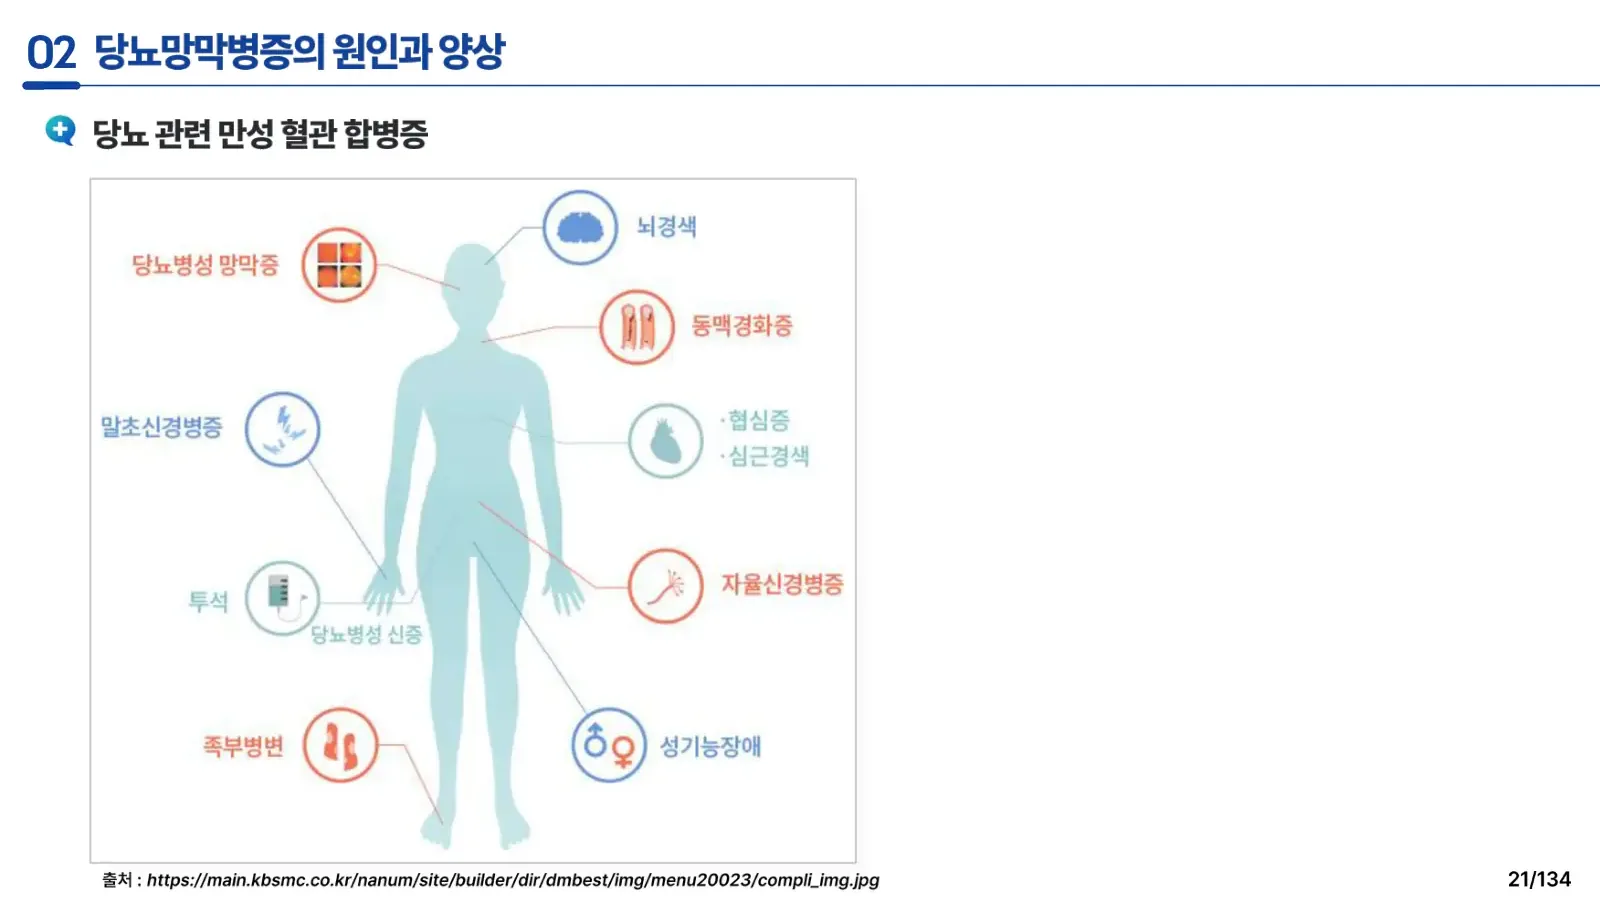 02 당뇨망막병증의 원인과 양상
당뇨 관련 만성 혈관 합병증
뇌경색
당뇨병성 망막증
동맥경화증
말초신경병증
·협심증
·심근경색
자율신경병증
투석
당뇨병성 신증
족부병변
성기능장애
출처 : https://main.kbsmc.co.kr/nanum/site/builder/dir/dmbest/img/menu20023/compli_img.jpg
21/134